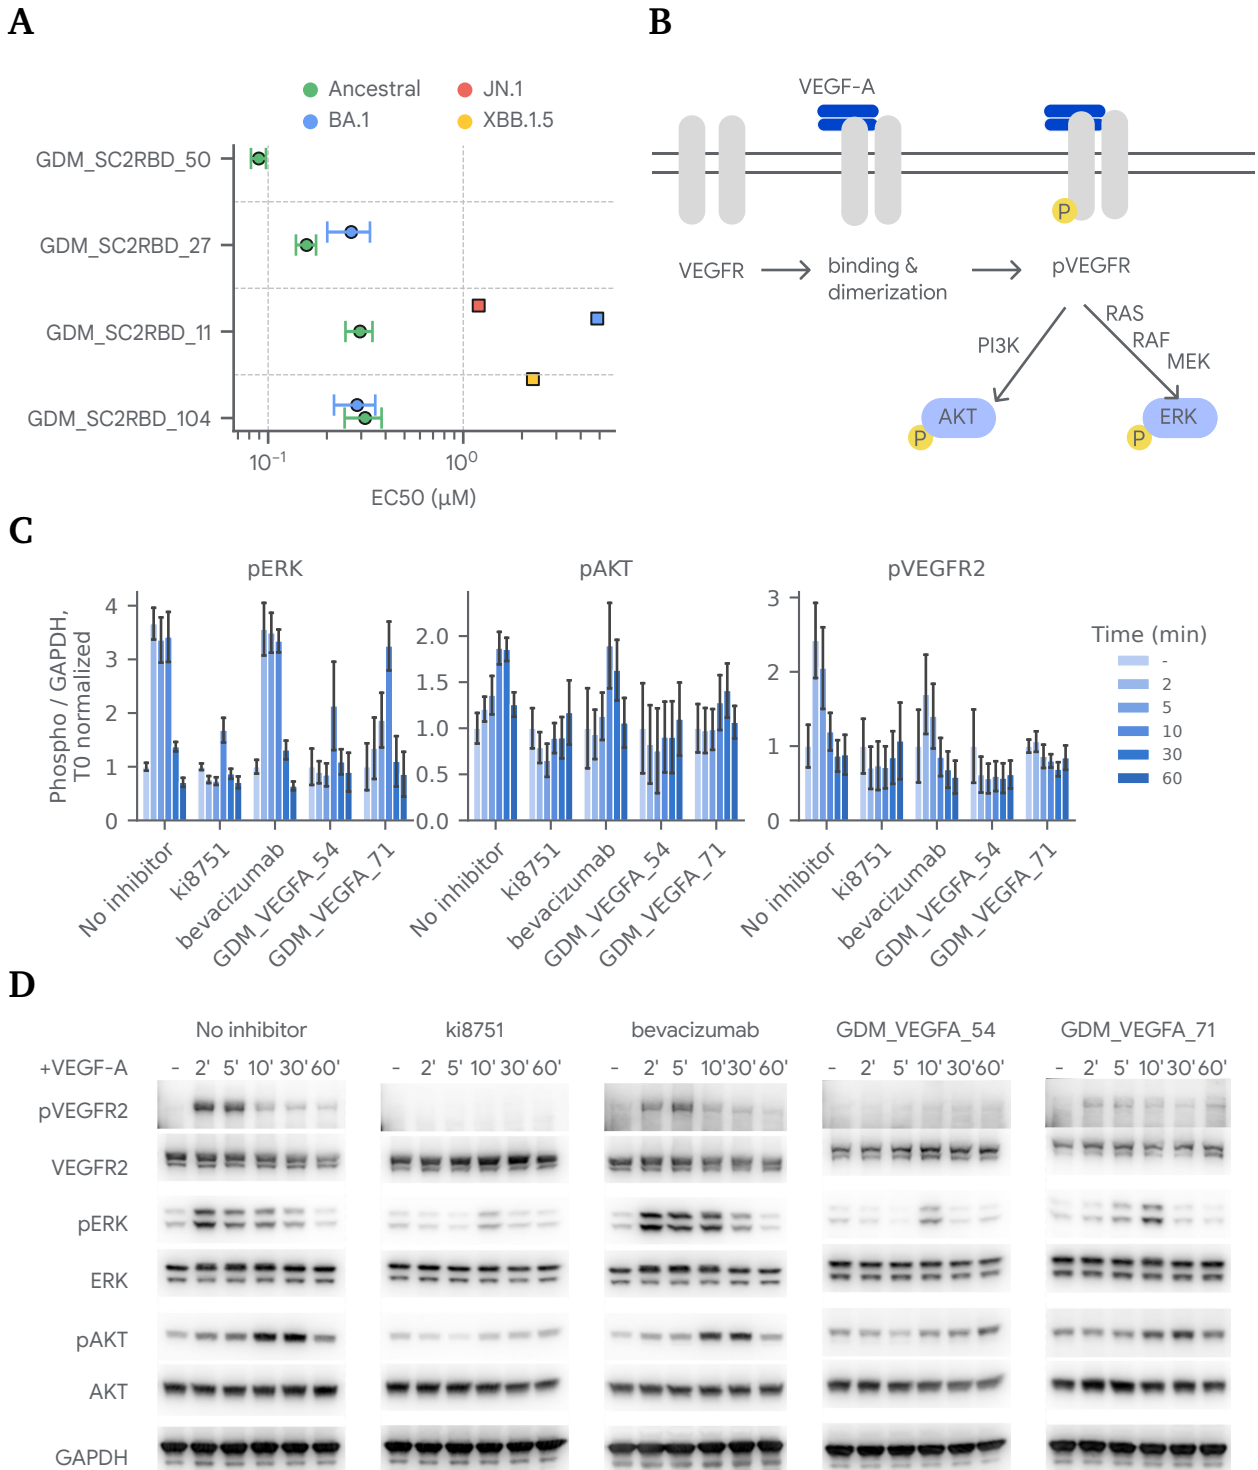 A
B
Ancestral
JN.1
BA.1
XBB.1.5
GDM_SC2RBD_50
GDM_SC2RBD_27
GDM_SC2RBD_11
GDM_SC2RBD_104
10⁻¹
10⁰
EC50 (μM)
VEGF-A
P
VEGFR
binding &
dimerization
pVEGFR
PI3K
RAS
RAF
MEK
AKT
P
ERK
P
C
pERK
pAKT
pVEGFR2
Phospho / GAPDH,
T0 normalized
4
3
2
1
0
2.0
1.5
1.0
0.5
0.0
3
2
1
0
Time (min)
-
2
5
10
30
60
No inhibitor
ki8751
bevacizumab
GDM_VEGFA_54
GDM_VEGFA_71
No inhibitor
ki8751
bevacizumab
GDM_VEGFA_54
GDM_VEGFA_71
No inhibitor
ki8751
bevacizumab
GDM_VEGFA_54
GDM_VEGFA_71
D
No inhibitor
ki8751
bevacizumab
GDM_VEGFA_54
GDM_VEGFA_71
+VEGF-A
- 2' 5' 10' 30' 60'
- 2' 5' 10' 30' 60'
- 2' 5' 10' 30' 60'
- 2' 5' 10' 30' 60'
- 2' 5' 10' 30' 60'
pVEGFR2
VEGFR2
pERK
ERK
pAKT
AKT
GAPDH